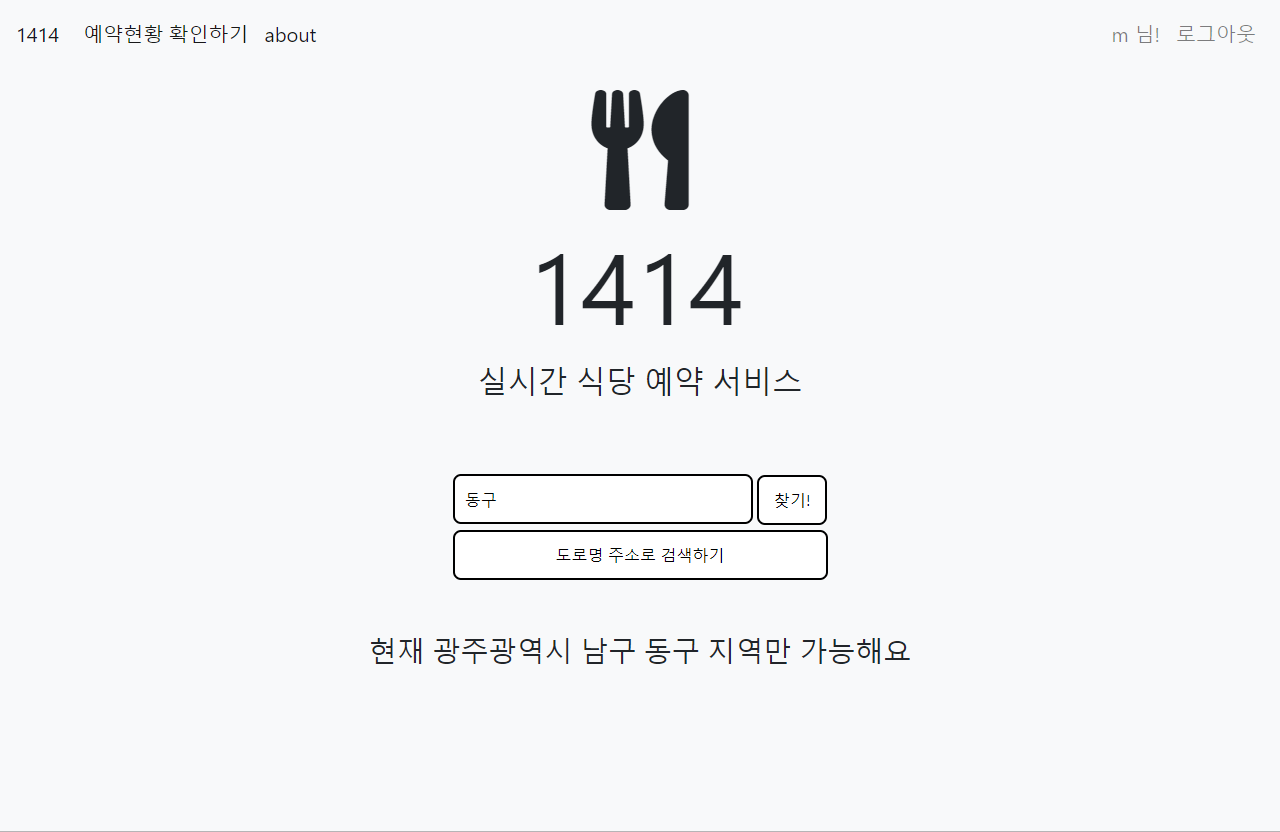 1414 예약현황 확인하기 about m 님! 로그아웃
1414
실시간 식당 예약 서비스
동구 찾기!
도로명 주소로 검색하기
현재 광주광역시 남구 동구 지역만 가능해요